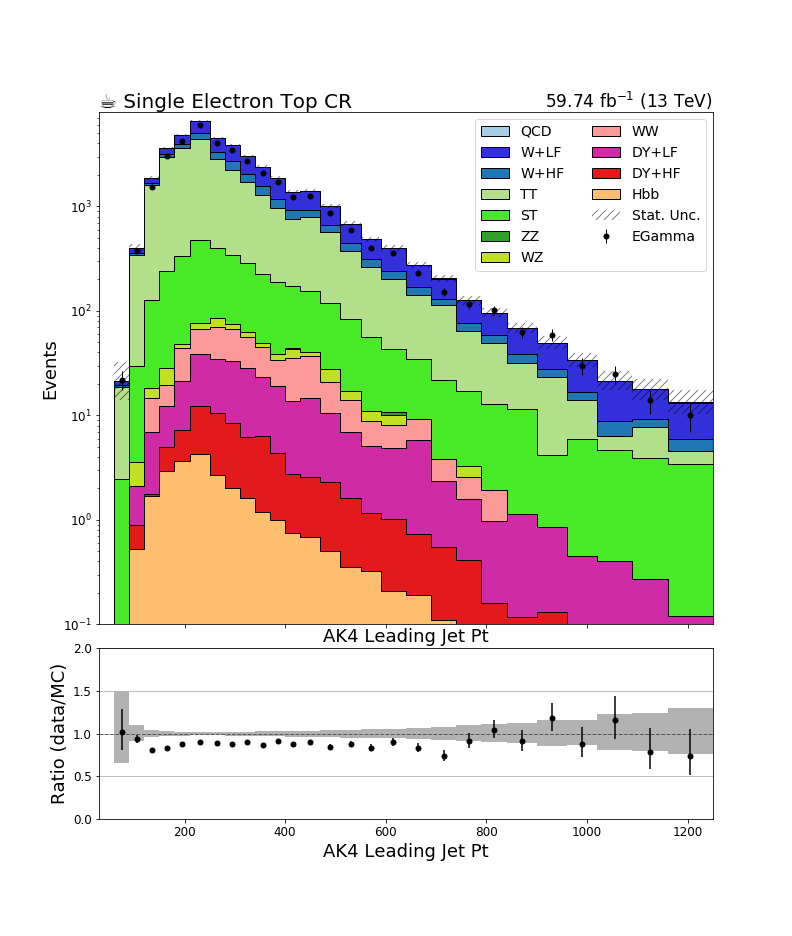 ☕ Single Electron Top CR 59.74 fb⁻¹ (13 TeV)
QCD WW
W+LF DY+LF
W+HF DY+HF
TT Hbb
ST Stat. Unc.
ZZ EGamma
WZ
10³
10²
10¹
10⁰
10⁻¹
Events
AK4 Leading Jet Pt
2.0
1.5
1.0
0.5
0.0
Ratio (data/MC)
200 400 600 800 1000 1200
AK4 Leading Jet Pt